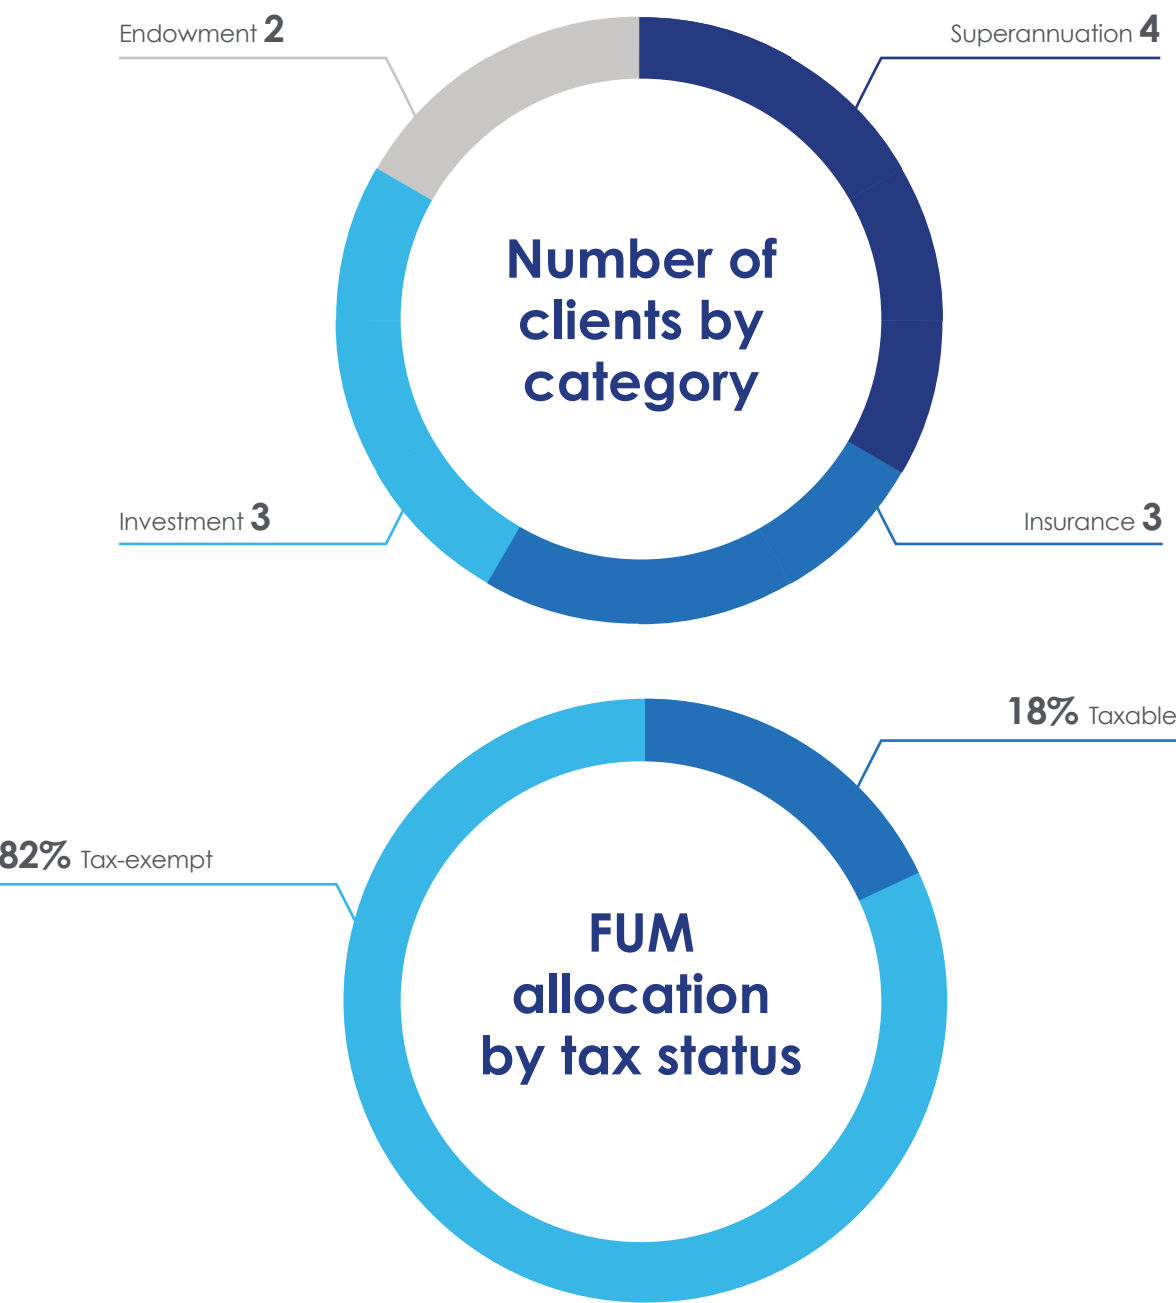 Endowment 2
Superannuation 4
Number of
clients by
category
Investment 3
Insurance 3
18% Taxable
82% Tax-exempt
FUM
allocation
by tax status